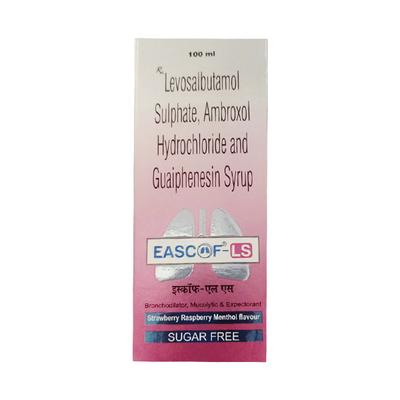 100 ml
Rx Levosalbutamol
Sulphate, Ambroxol
Hydrochloride and
Guaiphenesin Syrup
EASCOF®-LS
इस्कॉफ-एल एस
Bronchodilator, Mucolytic & Expectorant
Strawberry Raspberry Menthol flavour
SUGAR FREE